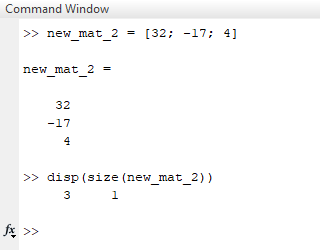 Command Window
>> new_mat_2 = [32; -17; 4]
new_mat_2 =
32
-17
4
>> disp(size(new_mat_2))
3 1
fx >>